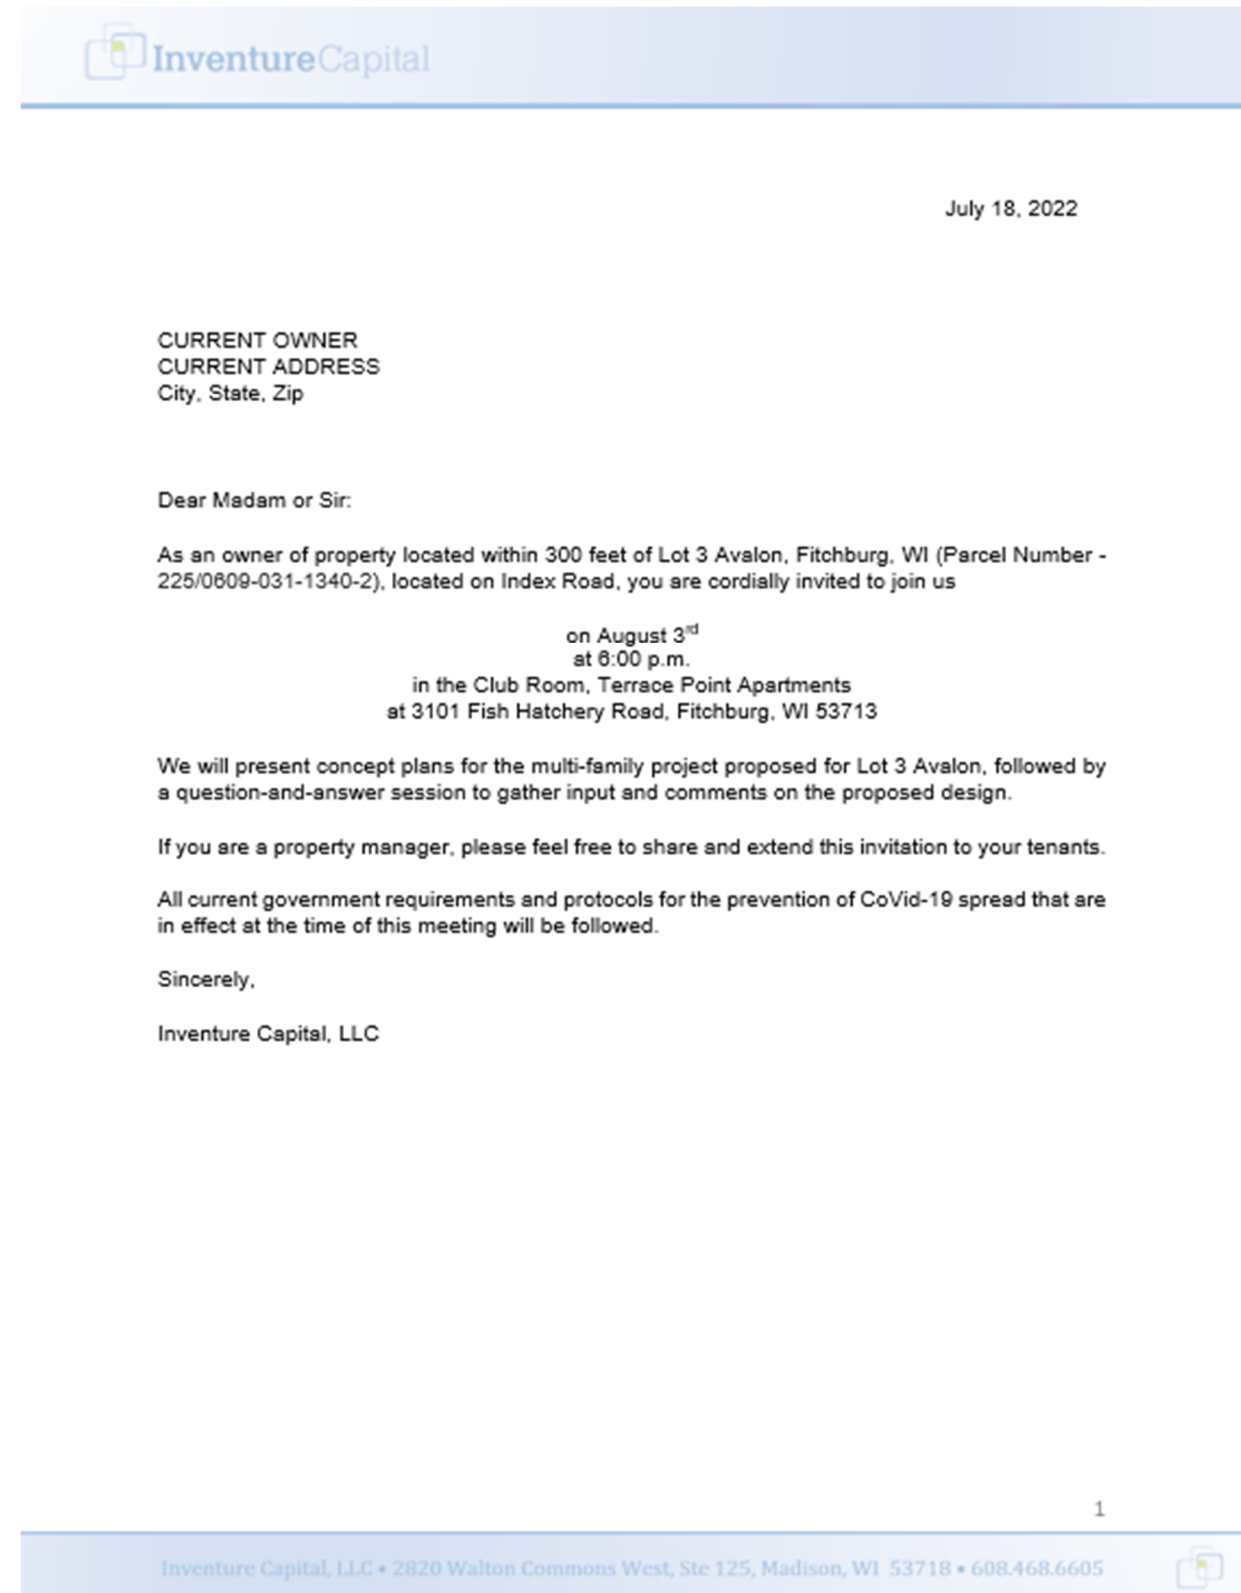 InventureCapital
July 18, 2022
CURRENT OWNER
CURRENT ADDRESS
City, State, Zip
Dear Madam or Sir:
As an owner of property located within 300 feet of Lot 3 Avalon, Fitchburg, WI (Parcel Number -
225/0609-031-1340-2), located on Index Road, you are cordially invited to join us
on August 3rd
at 6:00 p.m.
in the Club Room, Terrace Point Apartments
at 3101 Fish Hatchery Road, Fitchburg, WI 53713
We will present concept plans for the multi-family project proposed for Lot 3 Avalon, followed by
a question-and-answer session to gather input and comments on the proposed design.
If you are a property manager, please feel free to share and extend this invitation to your tenants.
All current government requirements and protocols for the prevention of CoVid-19 spread that are
in effect at the time of this meeting will be followed.
Sincerely,
Inventure Capital, LLC
1
Inventure Capital, LLC • 2820 Walton Commons West, Ste 125, Madison, WI 53718 • 608.468.6605